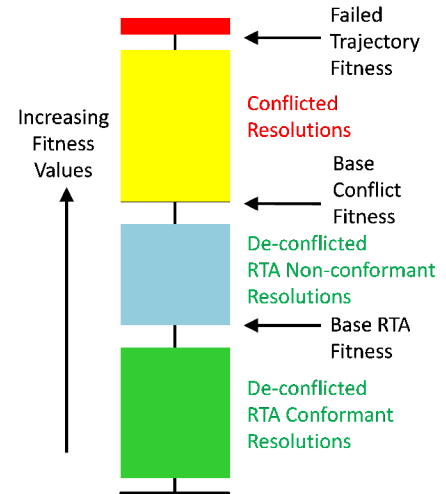 Failed
Trajectory
Fitness
Increasing
Fitness
Values
Conflicted
Resolutions
Base
Conflict
Fitness
De-conflicted
RTA Non-conformant
Resolutions
Base RTA
Fitness
De-conflicted
RTA Conformant
Resolutions